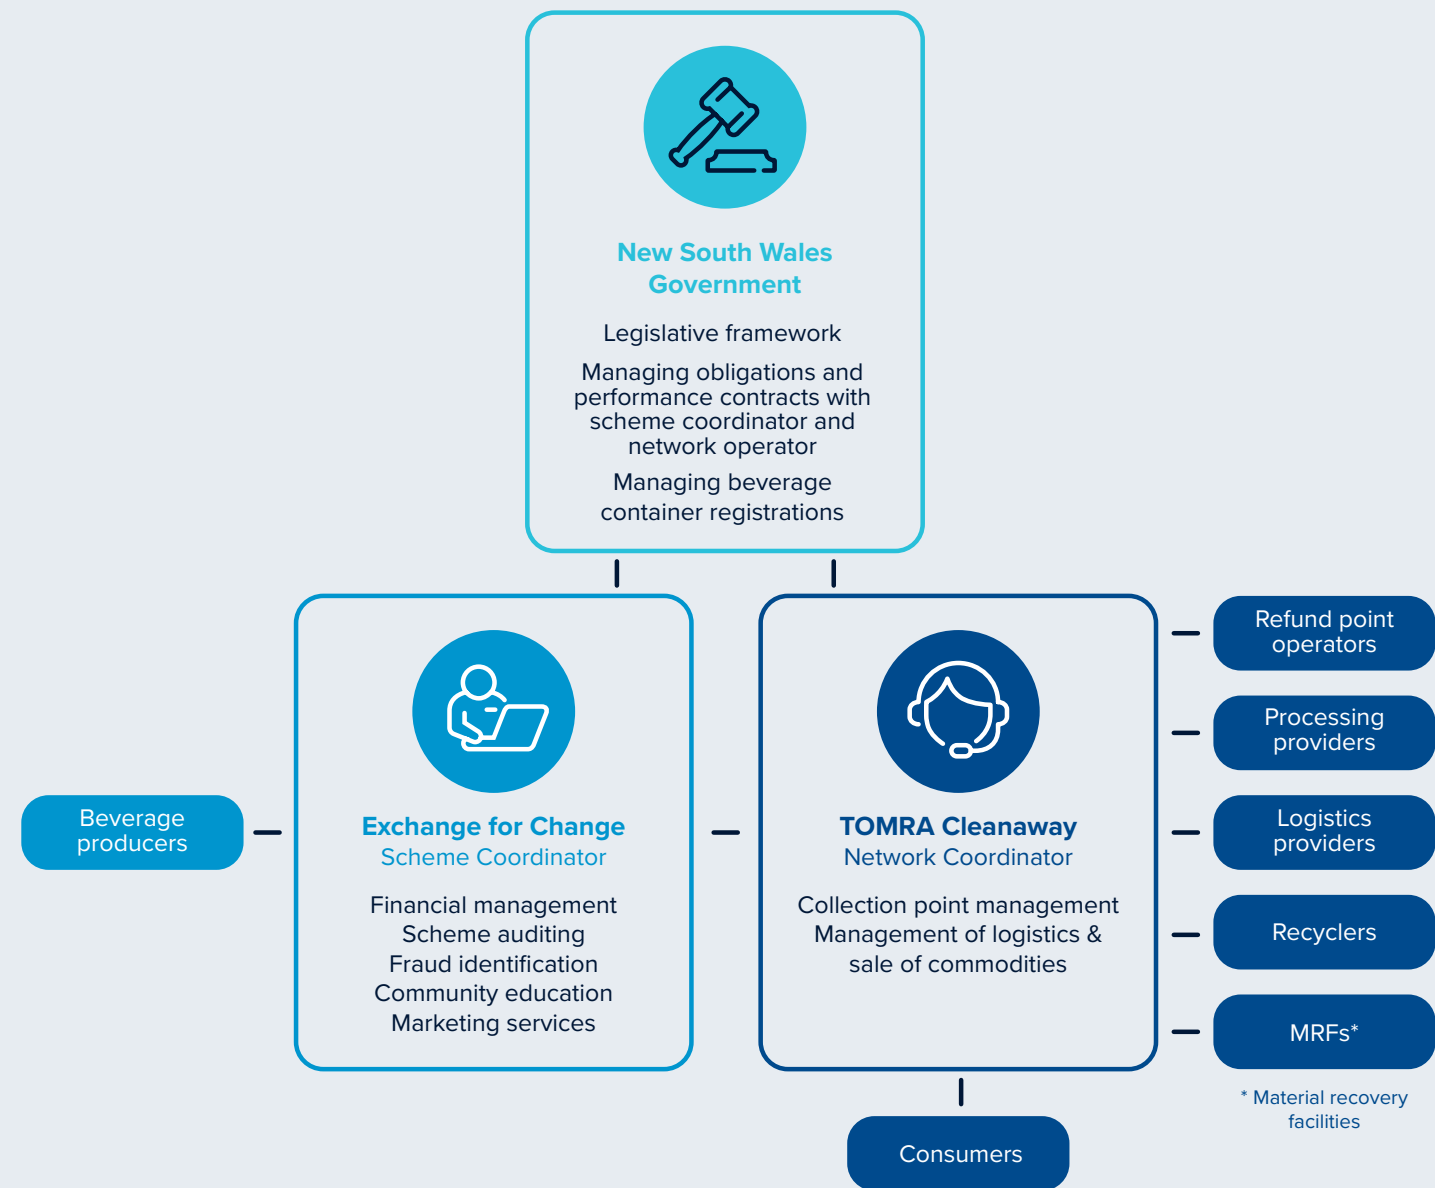 New South Wales
Government
Legislative framework
Managing obligations and
performance contracts with
scheme coordinator and
network operator
Managing beverage
container registrations
Beverage
producers
Exchange for Change
Scheme Coordinator
Financial management
Scheme auditing
Fraud identification
Community education
Marketing services
TOMRA Cleanaway
Network Coordinator
Collection point management
Management of logistics &
sale of commodities
Refund point
operators
Processing
providers
Logistics
providers
Recyclers
MRFs*
* Material recovery
facilities
Consumers